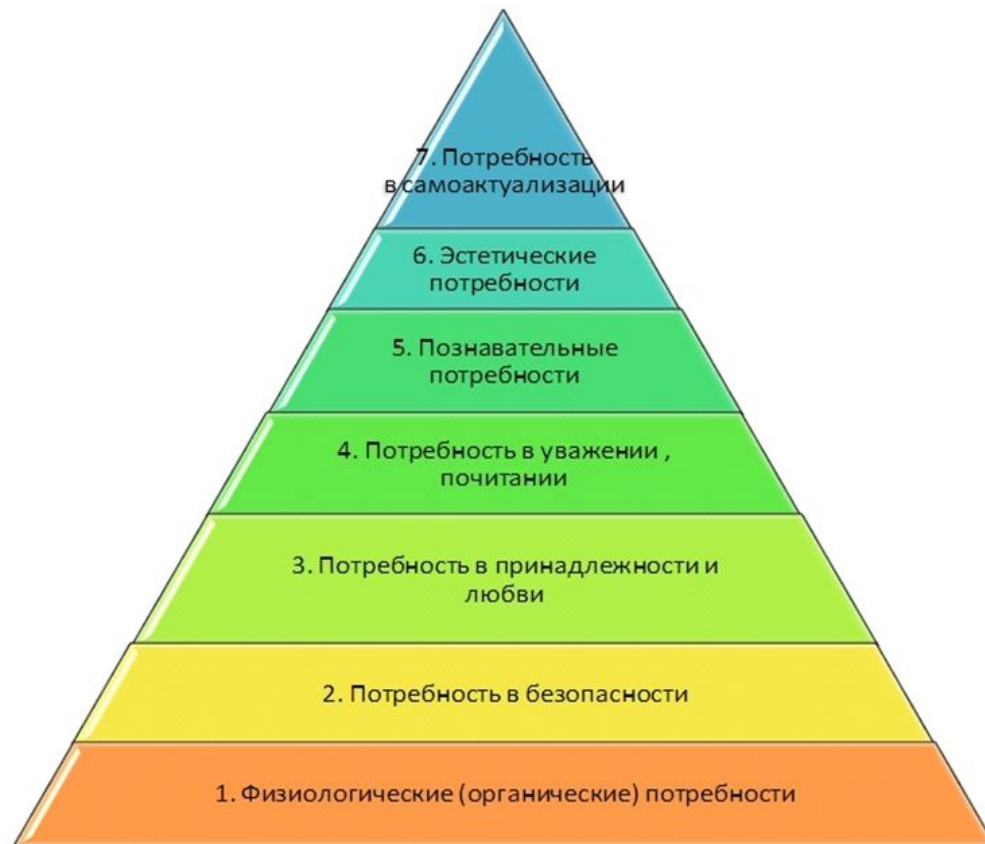 7. Потребность
в самоактуализации
6. Эстетические
потребности
5. Познавательные
потребности
4. Потребность в уважении ,
почитании
3. Потребность в принадлежности и
любви
2. Потребность в безопасности
1. Физиологические (органические) потребности